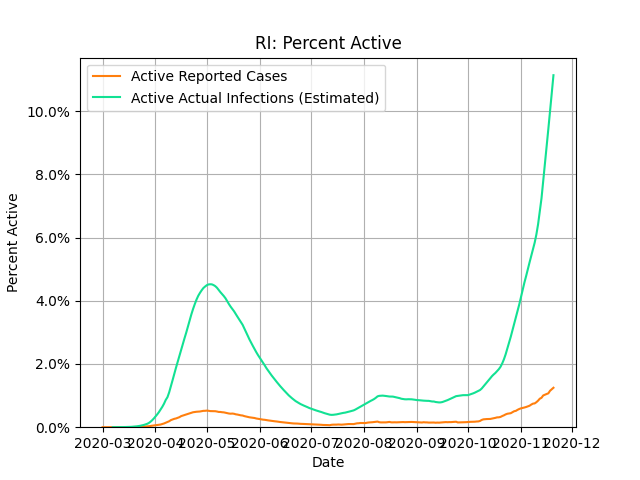 RI: Percent Active
Active Reported Cases
Active Actual Infections (Estimated)
Percent Active
10.0%
8.0%
6.0%
4.0%
2.0%
0.0%
2020-03 2020-04 2020-05 2020-06 2020-07 2020-08 2020-09 2020-10 2020-11 2020-12
Date